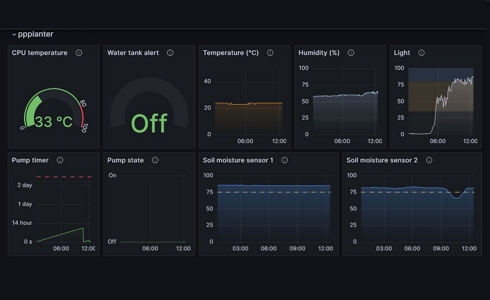 ppplanter
CPU temperature
33 °C
0
80
100
Water tank alert
Off
Temperature (°C)
40
20
0
06:00 12:00
Humidity (%)
100
75
50
25
0
06:00 12:00
Light
100
75
50
25
0
06:00 12:00
Pump timer
2 day
1 day
14 hour
0 s
06:00 12:00
Pump state
On
Off
06:00 12:00
Soil moisture sensor 1
100
75
50
25
0
03:00 06:00 09:00 12:00
Soil moisture sensor 2
100
75
50
25
0
03:00 06:00 09:00 12:00